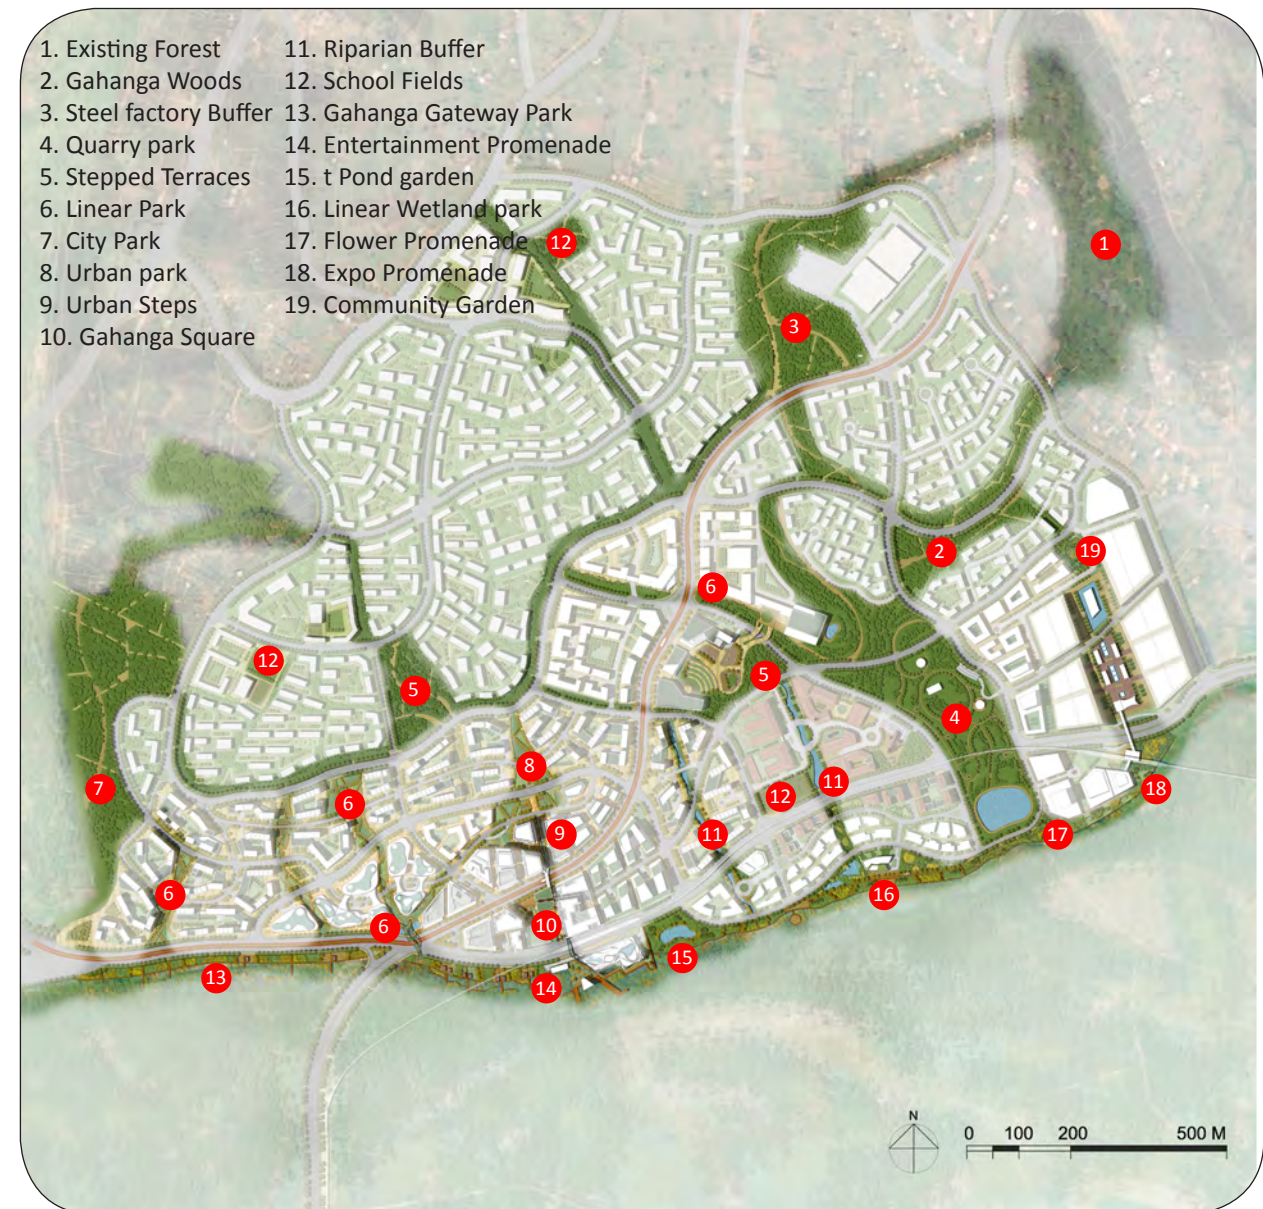 1. Existing Forest
2. Gahanga Woods
3. Steel factory Buffer
4. Quarry park
5. Stepped Terraces
6. Linear Park
7. City Park
8. Urban park
9. Urban Steps
10. Gahanga Square
11. Riparian Buffer
12. School Fields
13. Gahanga Gateway Park
14. Entertainment Promenade
15. t Pond garden
16. Linear Wetland park
17. Flower Promenade
18. Expo Promenade
19. Community Garden
12
1
3
2
19
6
12
5
5
4
8
7
6
11
12
18
9
11
17
6
16
10
6
15
13
14
N
0 100 200 500 M